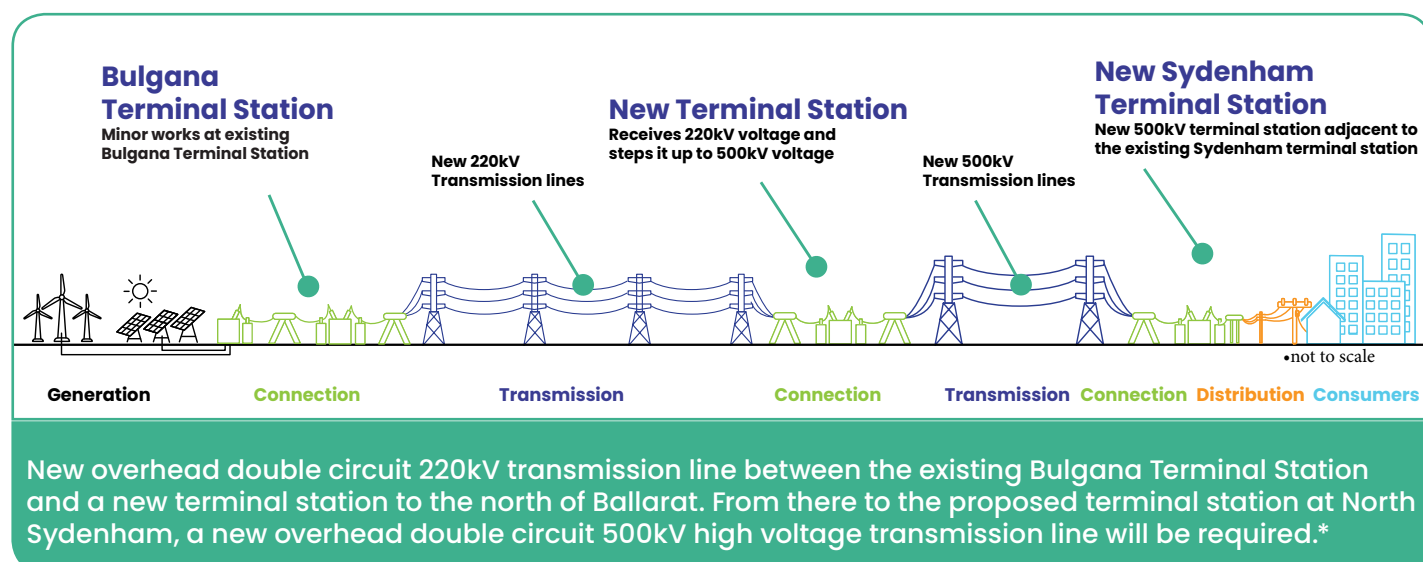 Bulgana
Terminal Station
Minor works at existing
Bulgana Terminal Station
New 220kV
Transmission lines
New Terminal Station
Receives 220kV voltage and
steps it up to 500kV voltage
New 500kV
Transmission lines
New Sydenham
Terminal Station
New 500kV terminal station adjacent to
the existing Sydenham terminal station
•not to scale
Generation
Connection
Transmission
Connection
Transmission
Connection
Distribution
Consumers
New overhead double circuit 220kV transmission line between the existing Bulgana Terminal Station
and a new terminal station to the north of Ballarat. From there to the proposed terminal station at North
Sydenham, a new overhead double circuit 500kV high voltage transmission line will be required.*